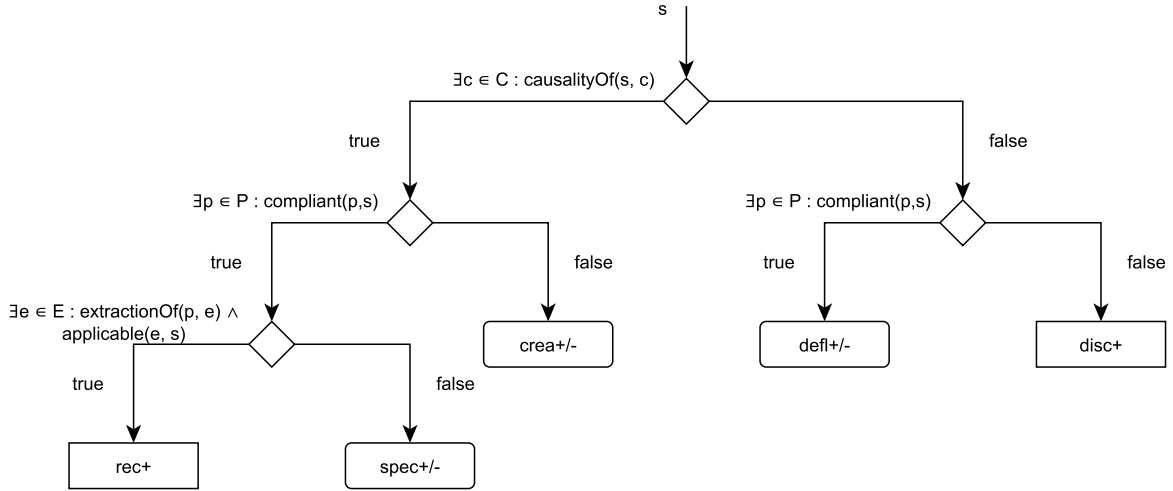 s
∃c ∈ C : causalityOf(s, c)
true
false
∃p ∈ P : compliant(p,s)
∃p ∈ P : compliant(p,s)
true
false
true
false
∃e ∈ E : extractionOf(p, e) ∧
applicable(e, s)
crea+/-
defl+/-
disc+
true
false
rec+
spec+/-